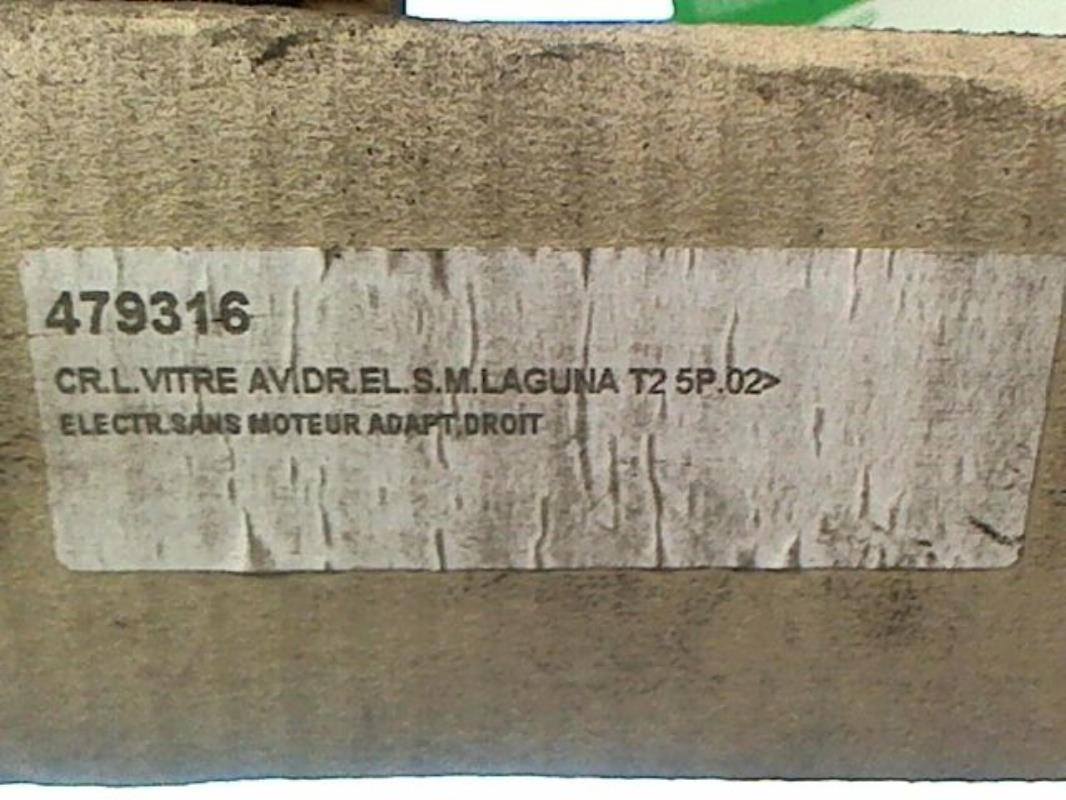 479316
CR.L.VITRE AV.DR.EL.S.M.LAGUNA T2 5P.02>
ELECTR.SANS MOTEUR ADAPT.DROIT